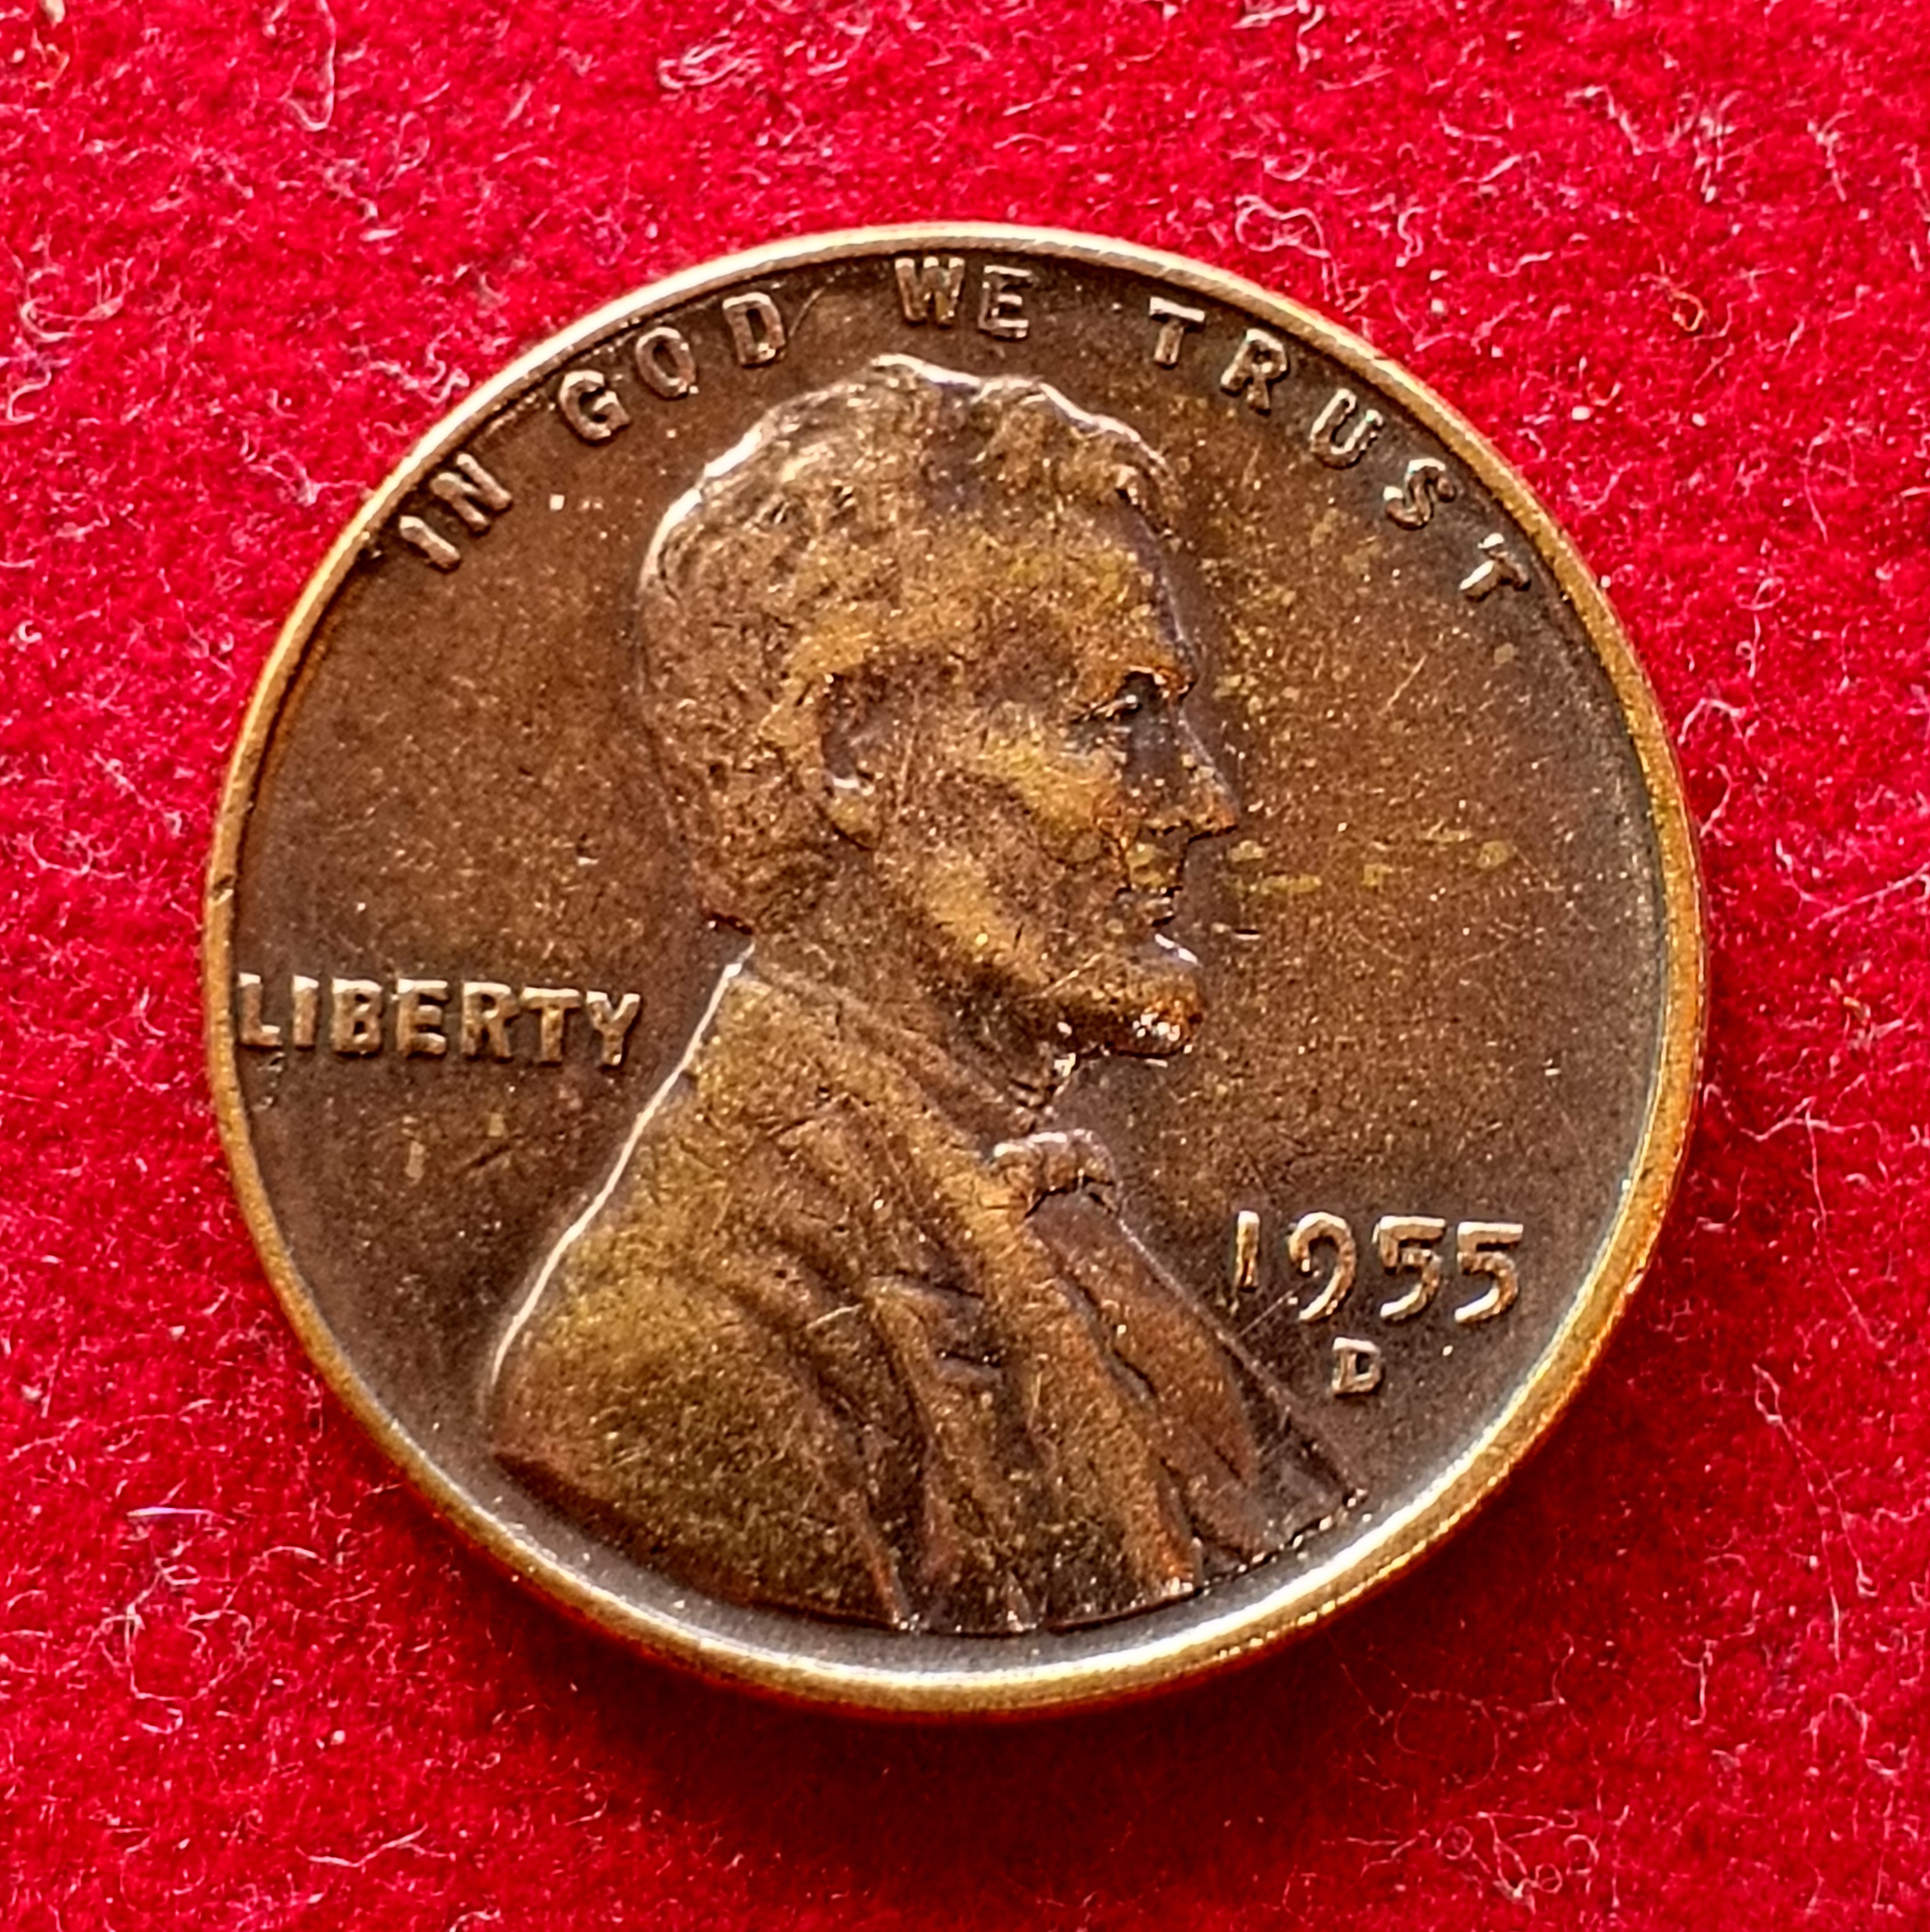 IN GOD WE TRUST
LIBERTY
1955
D